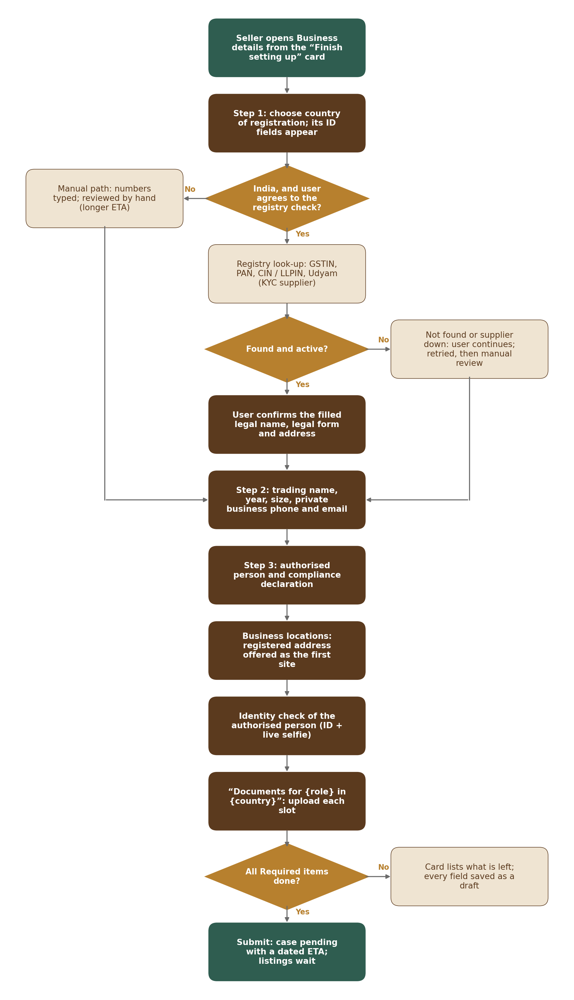 Seller opens Business
details from the “Finish
setting up” card
Step 1: choose country
of registration; its ID
fields appear
Manual path: numbers
typed; reviewed by hand
(longer ETA)
No
India, and user
agrees to the
registry check?
Yes
Registry look-up: GSTIN,
PAN, CIN / LLPIN, Udyam
(KYC supplier)
Found and active?
No
Not found or supplier
down: user continues;
retried, then manual
review
Yes
User confirms the filled
legal name, legal form
and address
Step 2: trading name,
year, size, private
business phone and email
Step 3: authorised
person and compliance
declaration
Business locations:
registered address
offered as the first
site
Identity check of the
authorised person (ID +
live selfie)
“Documents for {role} in
{country}”: upload each
slot
All Required items
done?
No
Card lists what is left;
every field saved as a
draft
Yes
Submit: case pending
with a dated ETA;
listings wait